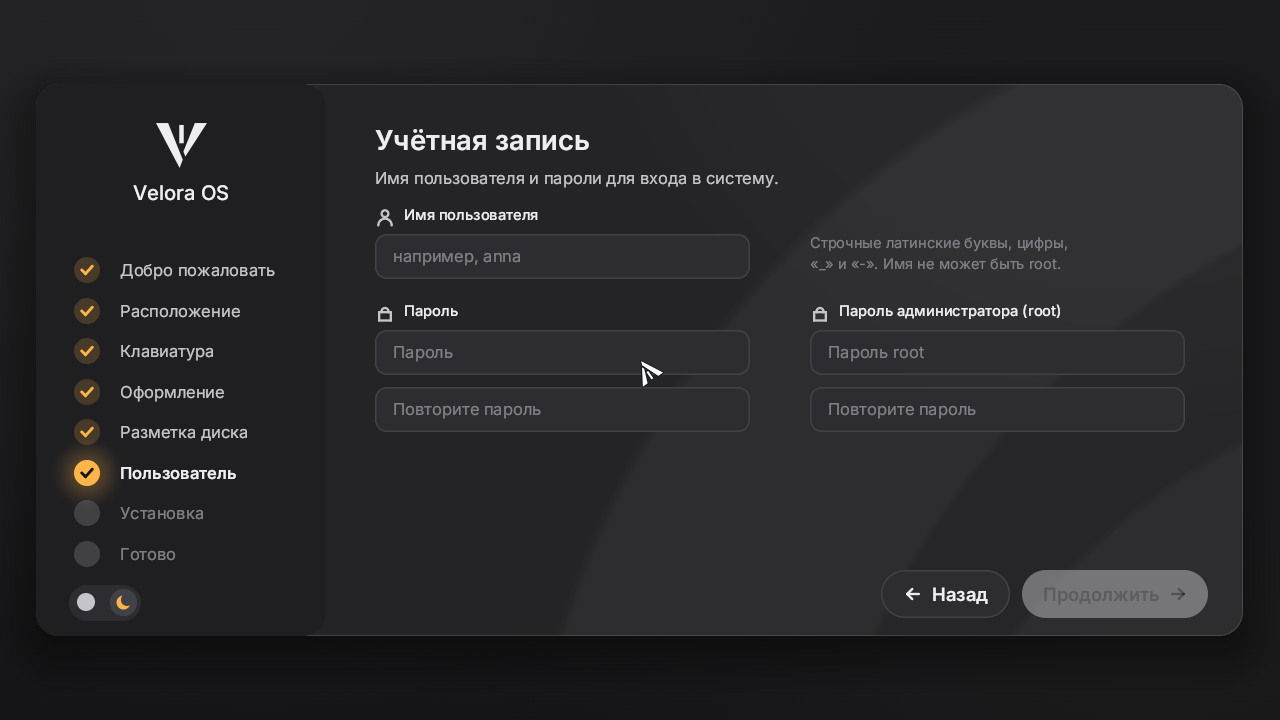 Velora OS
Добро пожаловать
Расположение
Клавиатура
Оформление
Разметка диска
Пользователь
Установка
Готово
Учётная запись
Имя пользователя и пароли для входа в систему.
Имя пользователя
например, anna
Строчные латинские буквы, цифры,
«_» и «-». Имя не может быть root.
Пароль
Пароль
Повторите пароль
Пароль администратора (root)
Пароль root
Повторите пароль
Назад
Продолжить